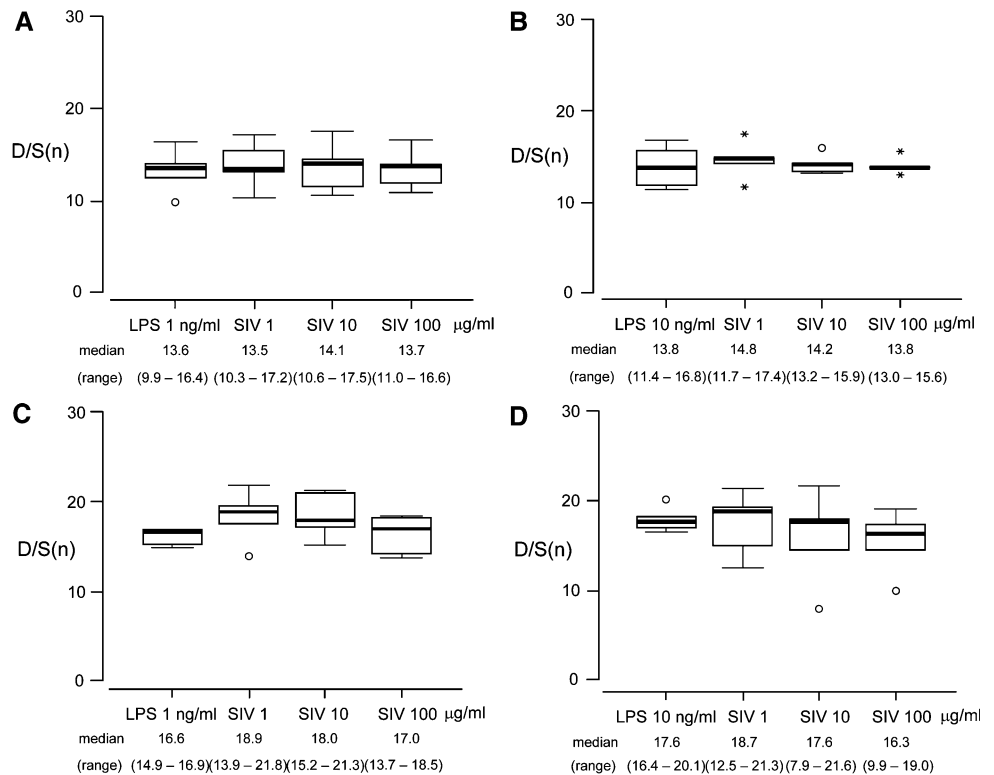 A
30
20
D/S(n)
10
0
LPS 1 ng/ml SIV 1 SIV 10 SIV 100 μg/ml
median 13.6 13.5 14.1 13.7
(range) (9.9 – 16.4) (10.3 – 17.2)(10.6 – 17.5)(11.0 – 16.6)
B
30
20
D/S(n)
10
0
LPS 10 ng/ml SIV 1 SIV 10 SIV 100 μg/ml
median 13.8 14.8 14.2 13.8
(range) (11.4 – 16.8)(11.7 – 17.4)(13.2 – 15.9) (13.0 – 15.6)
C
30
20
D/S(n)
10
0
LPS 1 ng/ml SIV 1 SIV 10 SIV 100 μg/ml
median 16.6 18.9 18.0 17.0
(range) (14.9 – 16.9)(13.9 – 21.8)(15.2 – 21.3)(13.7 – 18.5)
D
30
20
D/S(n)
10
0
LPS 10 ng/ml SIV 1 SIV 10 SIV 100 μg/ml
median 17.6 18.7 17.6 16.3
(range) (16.4 – 20.1)(12.5 – 21.3)(7.9 – 21.6) (9.9 – 19.0)